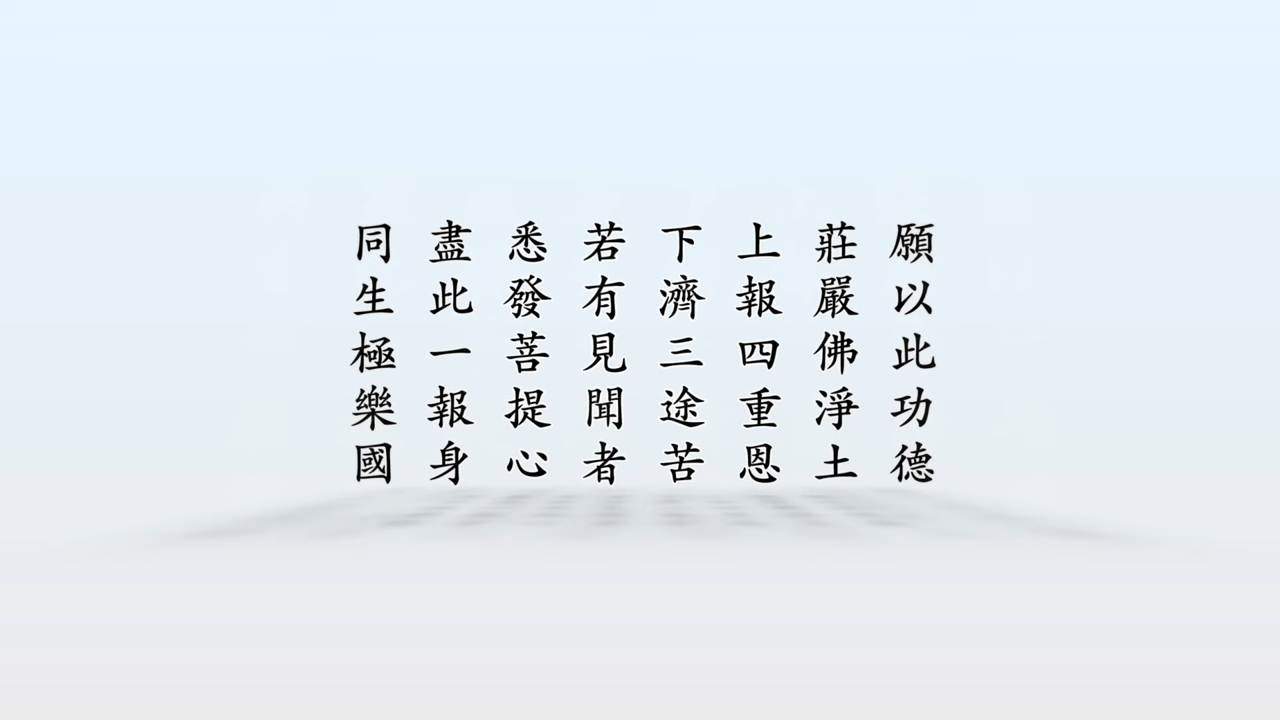 願以此功德
莊嚴佛淨土
上報四重恩
下濟三途苦
若有見聞者
悉發菩提心
盡此一報身
同生極樂國